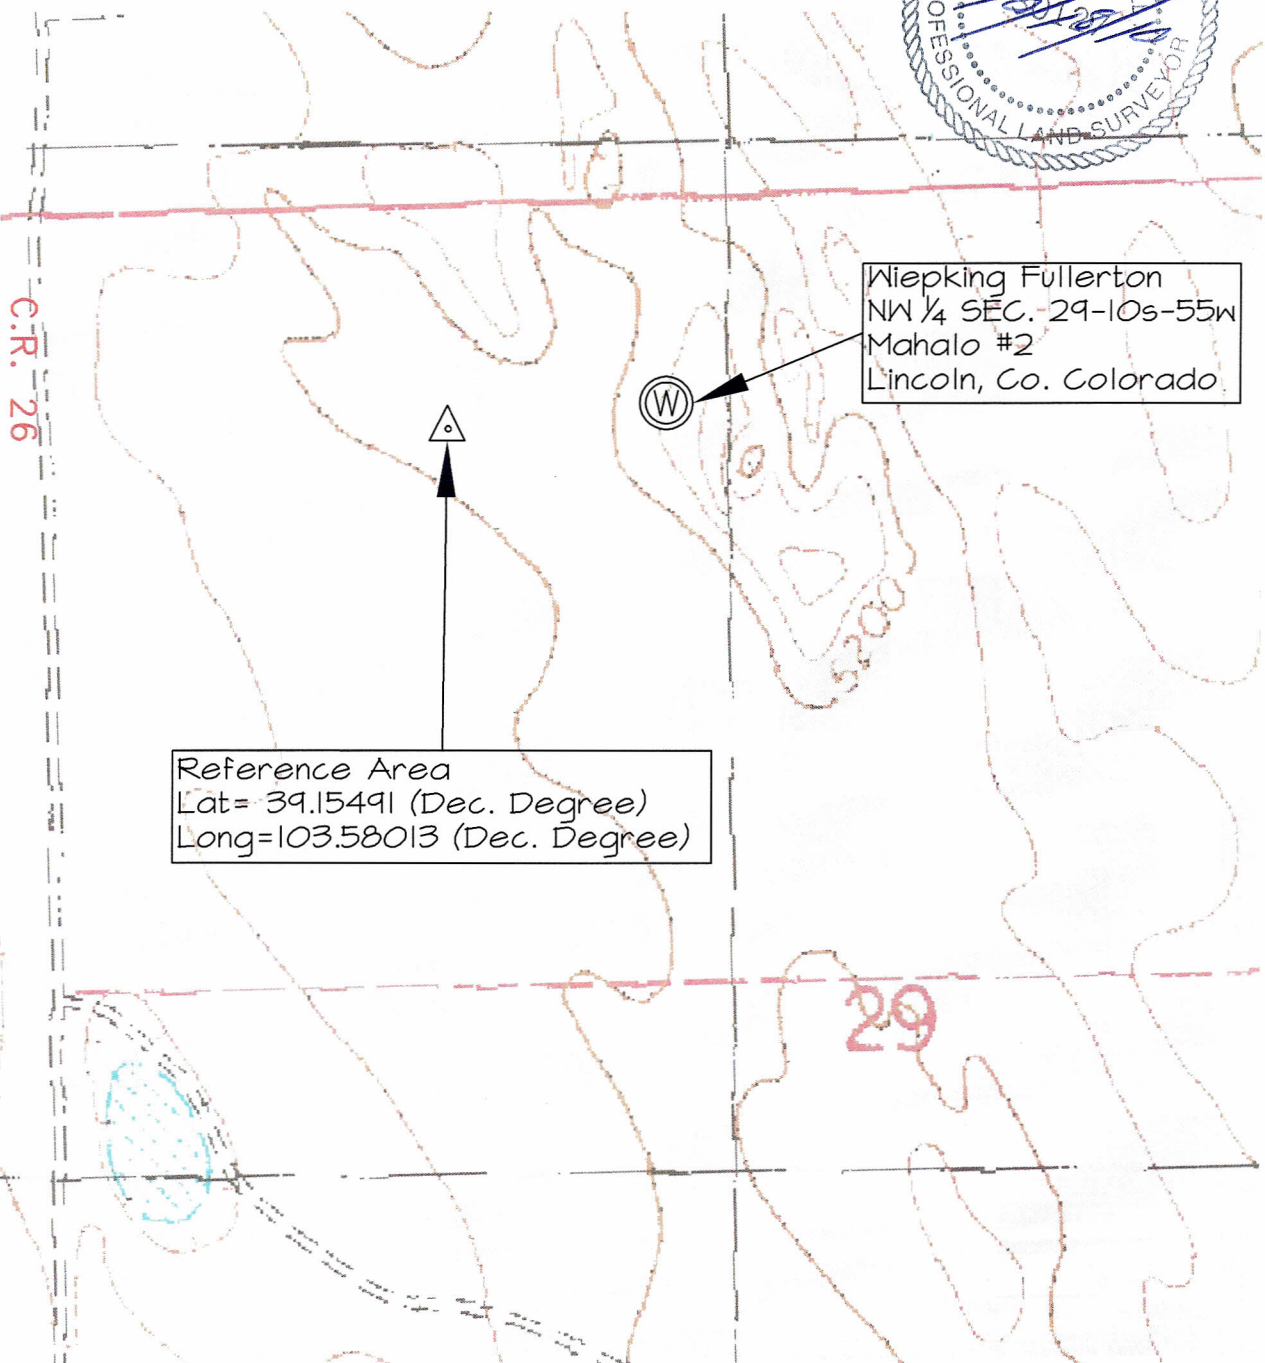 OFESSIONAL LAND SURVEYOR
Wiepking Fullerton
NW 1/4 SEC. 29-10s-55w
Mahalo #2
Lincoln, Co. Colorado
C.R. 26
W
5200
Reference Area
Lat= 39.15491 (Dec. Degree)
Long=103.58013 (Dec. Degree)
29